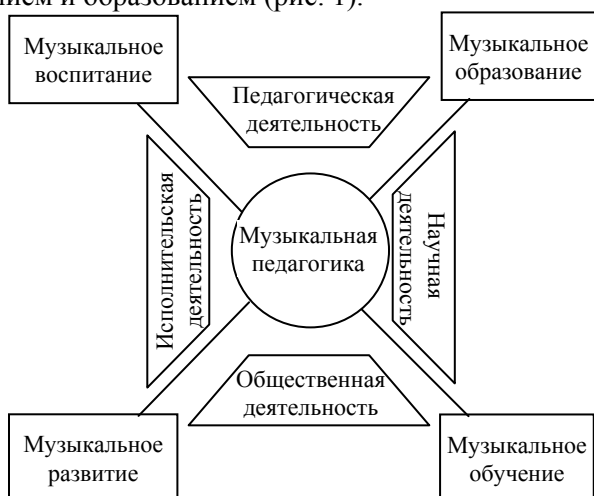 нием и образованием (рис. 1).
Музыкальное
воспитание
Музыкальное
образование
Педагогическая
деятельность
Исполнительская
деятельность
Музыкальная
педагогика
Научная
деятельность
Общественная
деятельность
Музыкальное
развитие
Музыкальное
обучение